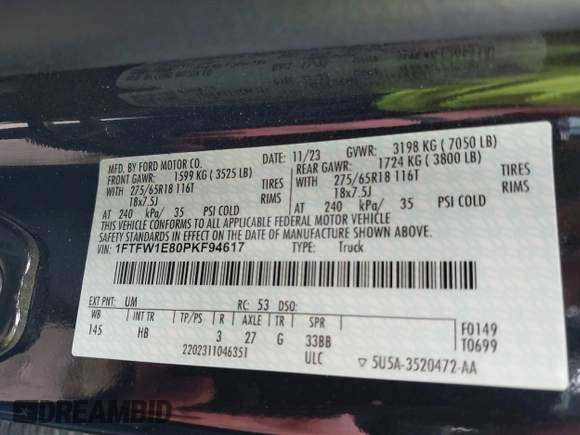 MFD. BY FORD MOTOR CO.
DATE: 11/23 GVWR: 3198 KG ( 7050 LB)
FRONT GAWR: 1599 KG ( 3525 LB)
REAR GAWR: 1724 KG ( 3800 LB)
275/65R18 116T TIRES
275/65R18 116T TIRES
18x7.5J RIMS
18x7.5J RIMS
AT 240 kPa/ 35 PSI COLD
AT 240 kPa/ 35 PSI COLD
THIS VEHICLE CONFORMS TO ALL APPLICABLE FEDERAL MOTOR VEHICLE
SAFETY STANDARDS IN EFFECT ON THE DATE OF MANUFACTURE SHOWN ABOVE.
VIN: 1FTFW1E80PKF94617
TYPE: Truck
EXT PNT: UM RC: 53 DSO:
WB INT TR TP/PS R AXLE TR SPR
145 HB 3 27 G 33BB
ULC
F0149
T0699
2202311046351
▽ 5U5A-3520472-AA
DREAMBID